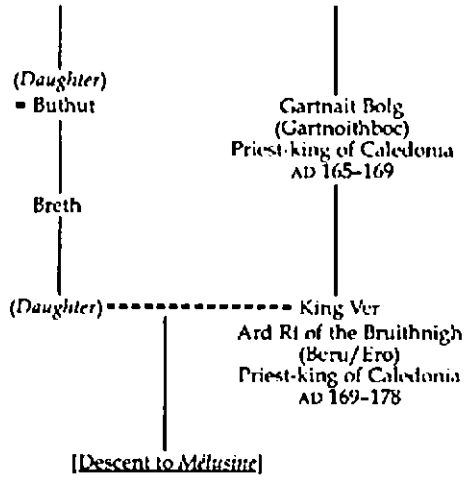 (Daughter)
= Buthut
Gartnait Bolg
(Gartnoithboc)
Priest-king of Caledonia
AD 165–169
Breth
(Daughter)
King Ver
Ard Rí of the Bruithnigh
(Beru/Ero)
Priest-king of Caledonia
AD 169–178
[Descent to Mélusine]